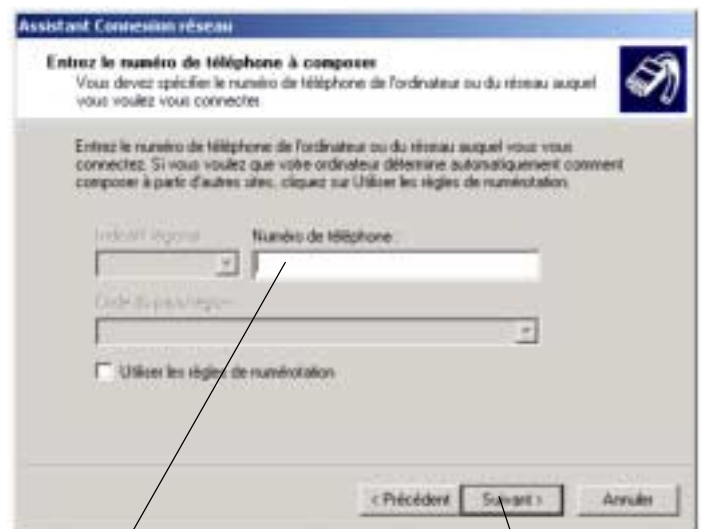 Assistant Connexion réseau
Entrez le numéro de téléphone à composer
Vous devez spécifier le numéro de téléphone de l'ordinateur ou du réseau auquel
vous voulez vous connecter.
Entrez le numéro de téléphone de l'ordinateur ou du réseau auquel vous vous
connectez. Si vous voulez que votre ordinateur détermine automatiquement comment
composer à partir d'autres sites, cliquez sur Utiliser les règles de numérotation.
Indicatif régional : Numéro de téléphone :
Code du pays/région :
Utiliser les règles de numérotation
< Précédent Suivant > Annuler